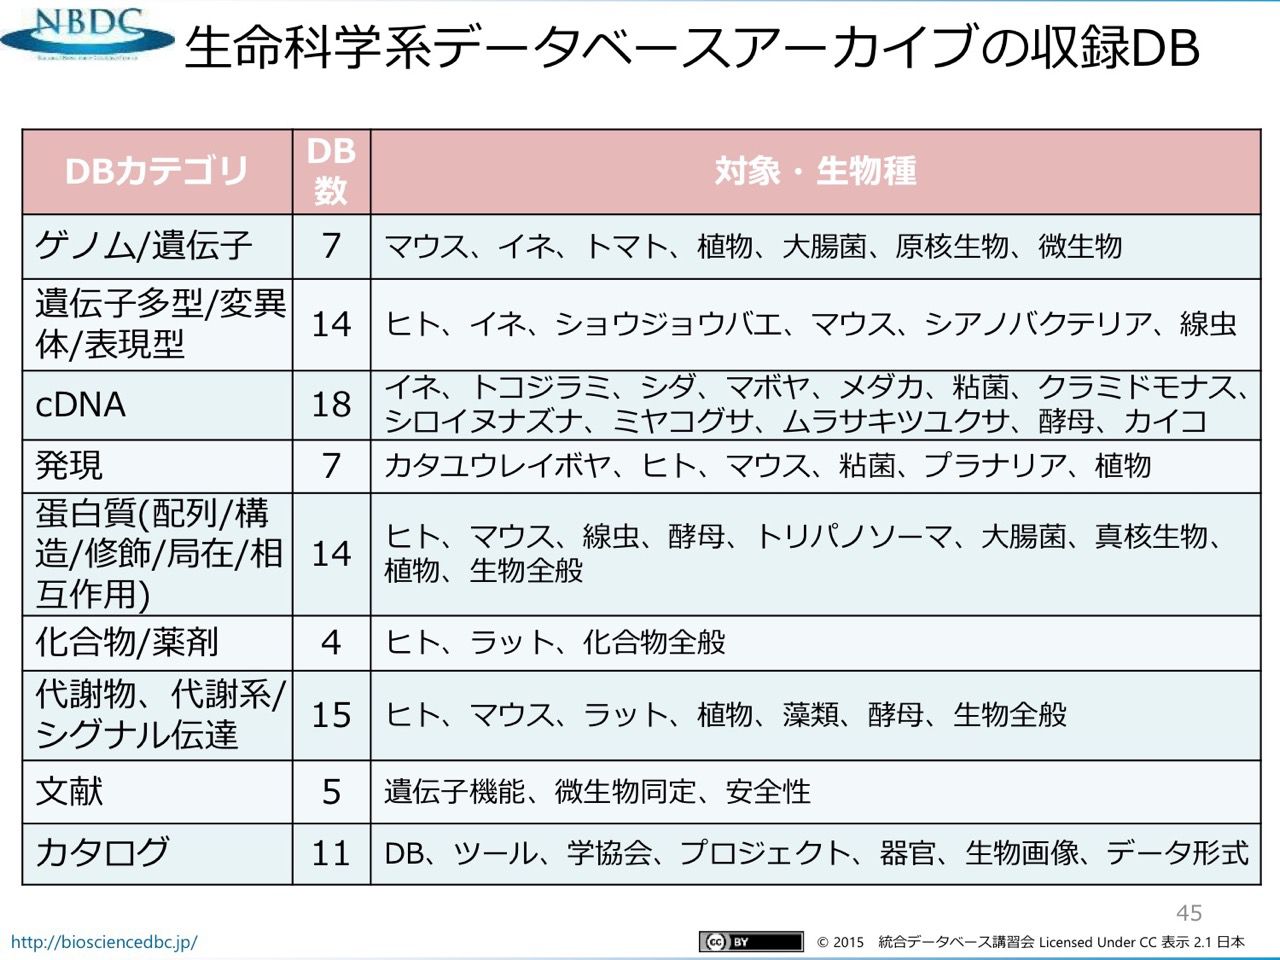 NBDC
生命科学系データベースアーカイブの収録DB
DBカテゴリ
DB
数
対象・生物種
ゲノム/遺伝子
7
マウス、イネ、トマト、植物、大腸菌、原核生物、微生物
遺伝子多型/変異
体/表現型
14
ヒト、イネ、ショウジョウバエ、マウス、シアノバクテリア、線虫
cDNA
18
イネ、トコジラミ、シダ、マボヤ、メダカ、粘菌、クラミドモナス、
シロイヌナズナ、ミヤコグサ、ムラサキツユクサ、酵母、カイコ
発現
7
カタユウレイボヤ、ヒト、マウス、粘菌、プラナリア、植物
蛋白質(配列/構
造/修飾/局在/相
互作用)
14
ヒト、マウス、線虫、酵母、トリパノソーマ、大腸菌、真核生物、
植物、生物全般
化合物/薬剤
4
ヒト、ラット、化合物全般
代謝物、代謝系/
シグナル伝達
15
ヒト、マウス、ラット、植物、藻類、酵母、生物全般
文献
5
遺伝子機能、微生物同定、安全性
カタログ
11
DB、ツール、学協会、プロジェクト、器官、生物画像、データ形式
45
http://biosciencedbc.jp/
cc BY
© 2015 統合データベース講習会 Licensed Under CC 表示 2.1 日本